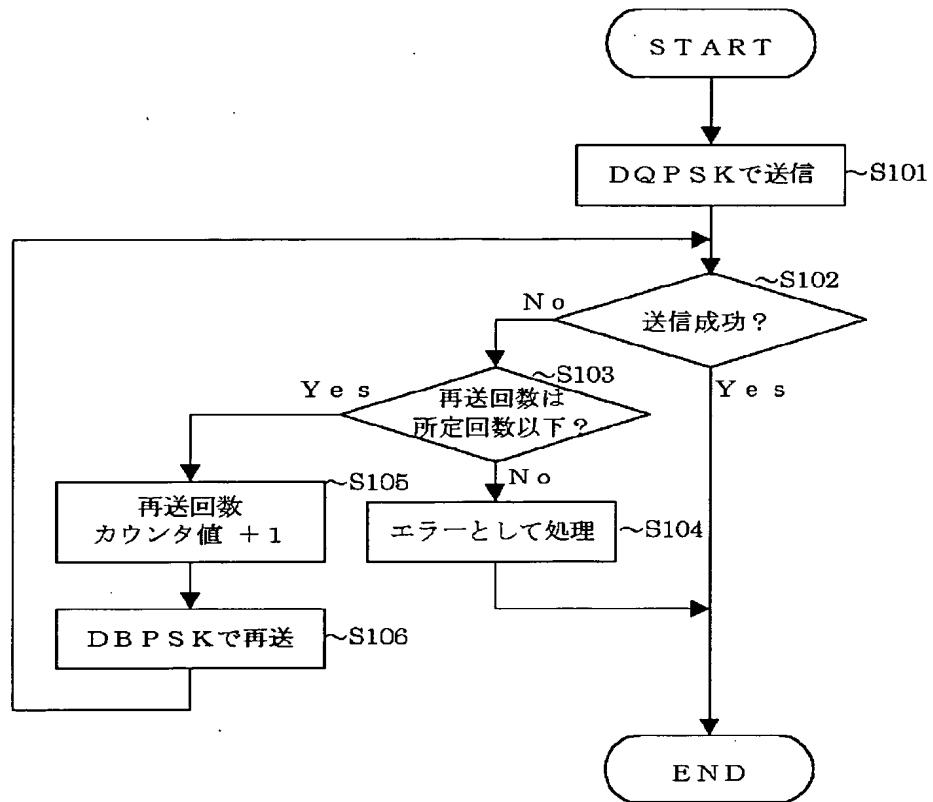 START
DQPSKで送信
~S101
~S102
No
送信成功?
~S103
Yes
Yes
再送回数は
所定回数以下?
No
~S105
再送回数
カウンタ値 +1
エラーとして処理
~S104
DBPSKで再送
~S106
END